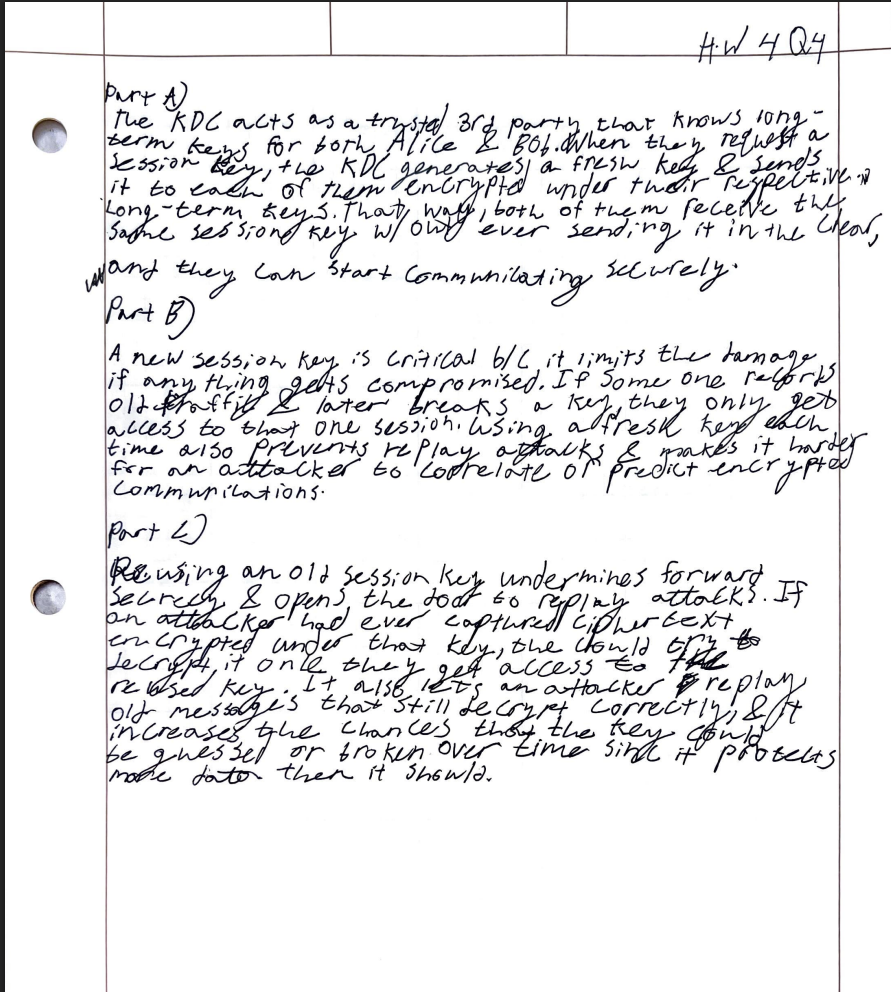 H.W 4 Q4
Part A)
The KDC acts as a trusted 3rd party that knows long-
term keys for both Alice & Bob. When they request a
session key, the KDC generates a fresh key & sends
it to each of them encrypted under their respective
long-term keys. That way, both of them receive the
same session key w/out ever sending it in the clear,
and they can start communicating securely.
Part B)
A new session key is critical b/c it limits the damage
if anything gets compromised. If some one records
old traffic & later breaks a key, they only get
access to that one session. Using a fresh key each
time also prevents replay attacks & makes it harder
for an attacker to correlate or predict encrypted
communications.
Part C)
Reusing an old session key undermines forward
secrecy & opens the door to replay attacks. If
an attacker had ever captured ciphertext
encrypted under that key, the could try to
decrypt it once they get access to the
reused key. It also lets an attacker replay
old messages that still decrypt correctly, & it
increases the chances that the key could
be guessed or broken over time sinc it protects
more data then it should.